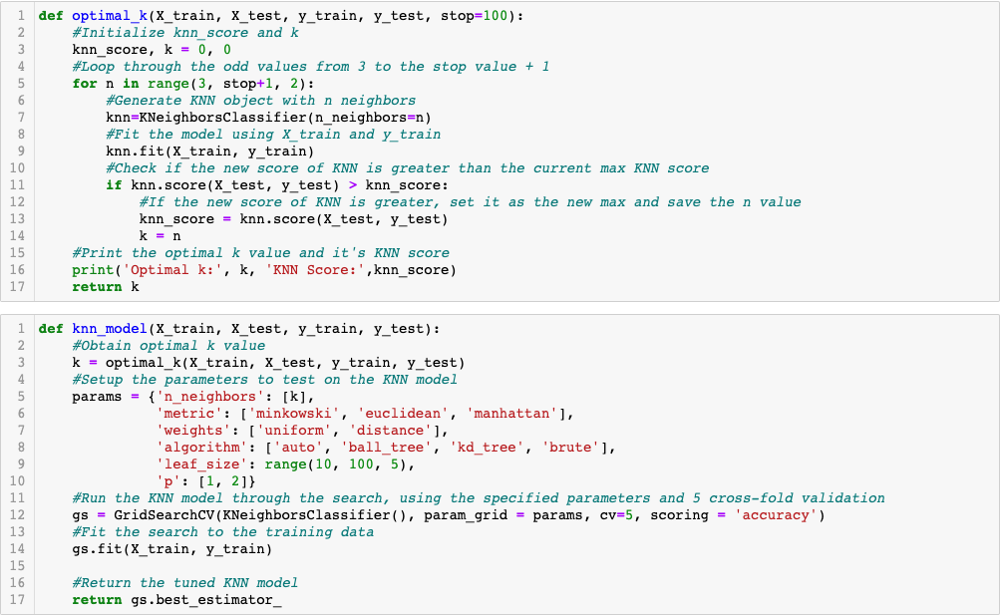 1 def optimal_k(X_train, X_test, y_train, y_test, stop=100):
2     #Initialize knn_score and k
3     knn_score, k = 0, 0
4     #Loop through the odd values from 3 to the stop value + 1
5     for n in range(3, stop+1, 2):
6         #Generate KNN object with n neighbors
7         knn=KNeighborsClassifier(n_neighbors=n)
8         #Fit the model using X_train and y_train
9         knn.fit(X_train, y_train)
10         #Check if the new score of KNN is greater than the current max KNN score
11         if knn.score(X_test, y_test) > knn_score:
12             #If the new score of KNN is greater, set it as the new max and save the n value
13             knn_score = knn.score(X_test, y_test)
14             k = n
15     #Print the optimal k value and it's KNN score
16     print('Optimal k:', k, 'KNN Score:',knn_score)
17     return k
1 def knn_model(X_train, X_test, y_train, y_test):
2     #Obtain optimal k value
3     k = optimal_k(X_train, X_test, y_train, y_test)
4     #Setup the parameters to test on the KNN model
5     params = {'n_neighbors': [k],
6               'metric': ['minkowski', 'euclidean', 'manhattan'],
7               'weights': ['uniform', 'distance'],
8               'algorithm': ['auto', 'ball_tree', 'kd_tree', 'brute'],
9               'leaf_size': range(10, 100, 5),
10               'p': [1, 2]}
11     #Run the KNN model through the search, using the specified parameters and 5 cross-fold validation
12     gs = GridSearchCV(KNeighborsClassifier(), param_grid = params, cv=5, scoring = 'accuracy')
13     #Fit the search to the training data
14     gs.fit(X_train, y_train)
15
16     #Return the tuned KNN model
17     return gs.best_estimator_